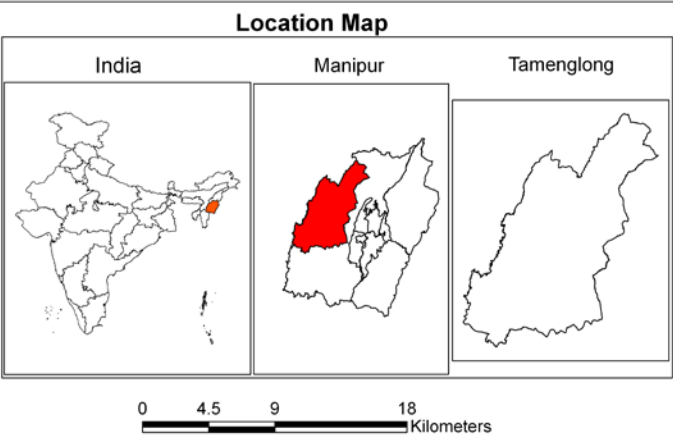 Location Map
India
Manipur
Tamenglong
0 4.5 9 18
Kilometers